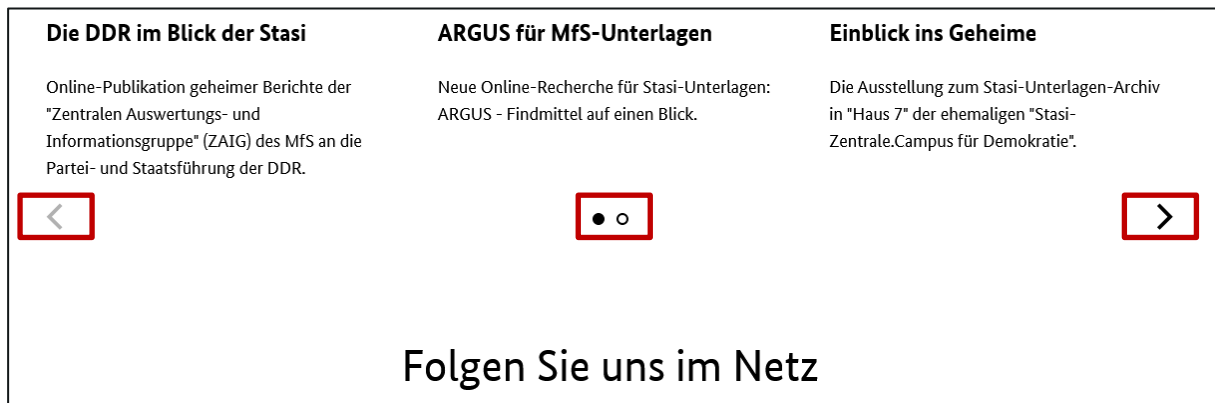 Die DDR im Blick der Stasi
Online-Publikation geheimer Berichte der
"Zentralen Auswertungs- und
Informationsgruppe" (ZAIG) des MfS an die
Partei- und Staatsführung der DDR.
ARGUS für MfS-Unterlagen
Neue Online-Recherche für Stasi-Unterlagen:
ARGUS - Findmittel auf einen Blick.
Einblick ins Geheime
Die Ausstellung zum Stasi-Unterlagen-Archiv
in "Haus 7" der ehemaligen "Stasi-
Zentrale.Campus für Demokratie".
Folgen Sie uns im Netz